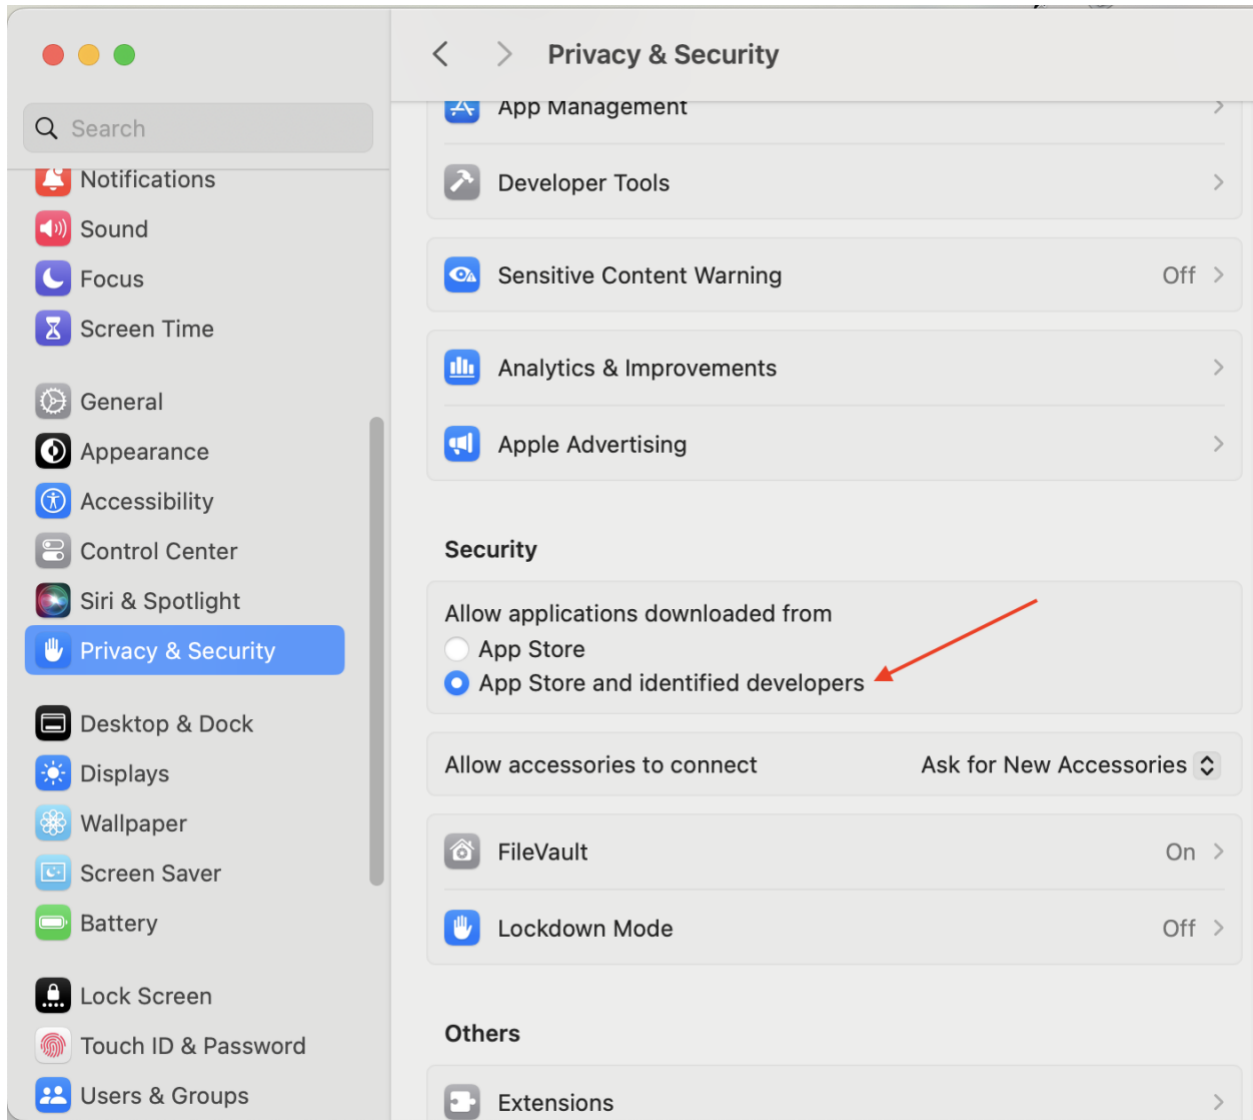 Privacy & Security
Search
Notifications
Sound
Focus
Screen Time
General
Appearance
Accessibility
Control Center
Siri & Spotlight
Privacy & Security
Desktop & Dock
Displays
Wallpaper
Screen Saver
Battery
Lock Screen
Touch ID & Password
Users & Groups
App Management
Developer Tools
Sensitive Content Warning Off
Analytics & Improvements
Apple Advertising
Security
Allow applications downloaded from
App Store
App Store and identified developers
Allow accessories to connect Ask for New Accessories
FileVault On
Lockdown Mode Off
Others
Extensions